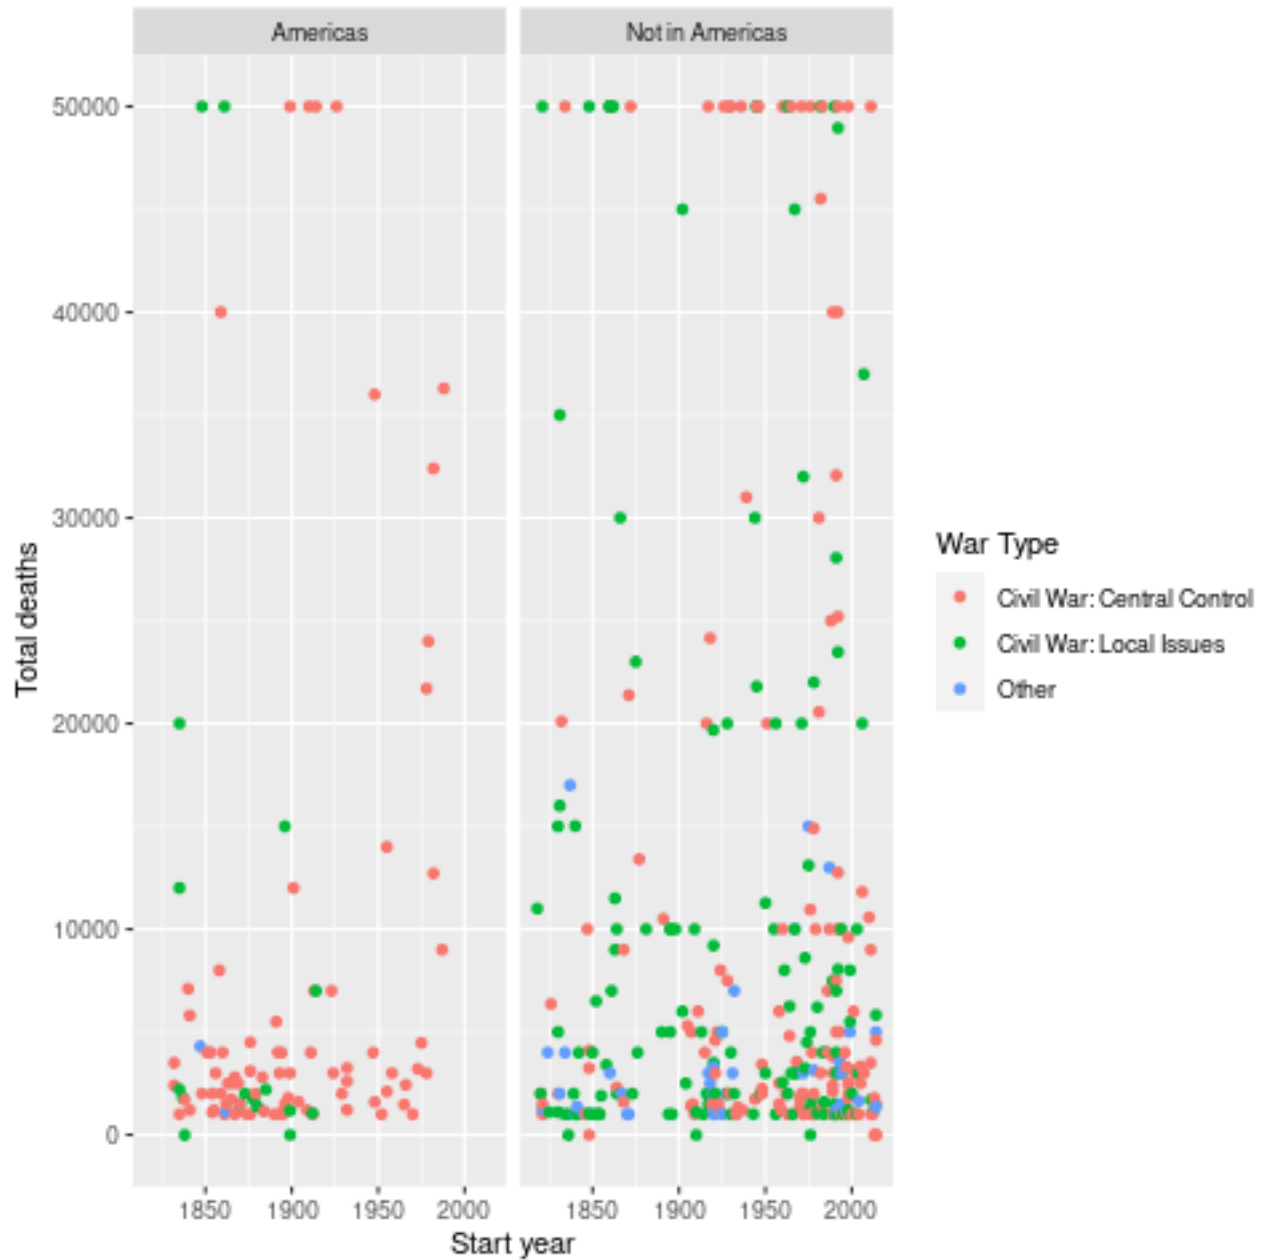 Americas
Not in Americas
50000
40000
30000
20000
10000
0
Total deaths
1850 1900 1950 2000
1850 1900 1950 2000
Start year
War Type
Civil War: Central Control
Civil War: Local Issues
Other